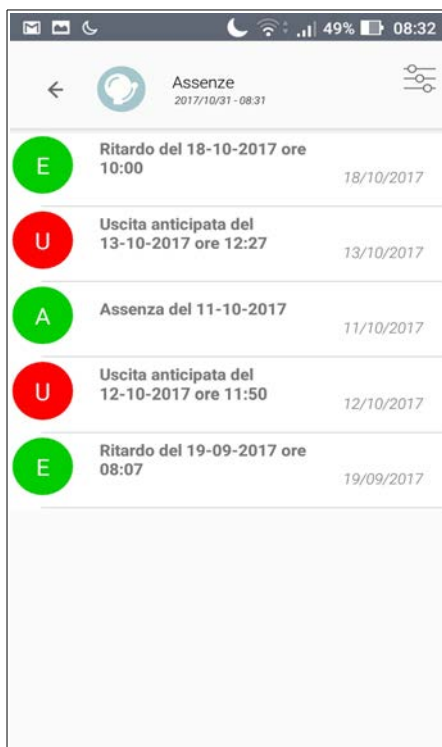 49% 08:32
Assenze
2017/10/31 - 08:31
E
Ritardo del 18-10-2017 ore
10:00
18/10/2017
U
Uscita anticipata del
13-10-2017 ore 12:27
13/10/2017
A
Assenza del 11-10-2017
11/10/2017
U
Uscita anticipata del
12-10-2017 ore 11:50
12/10/2017
E
Ritardo del 19-09-2017 ore
08:07
19/09/2017